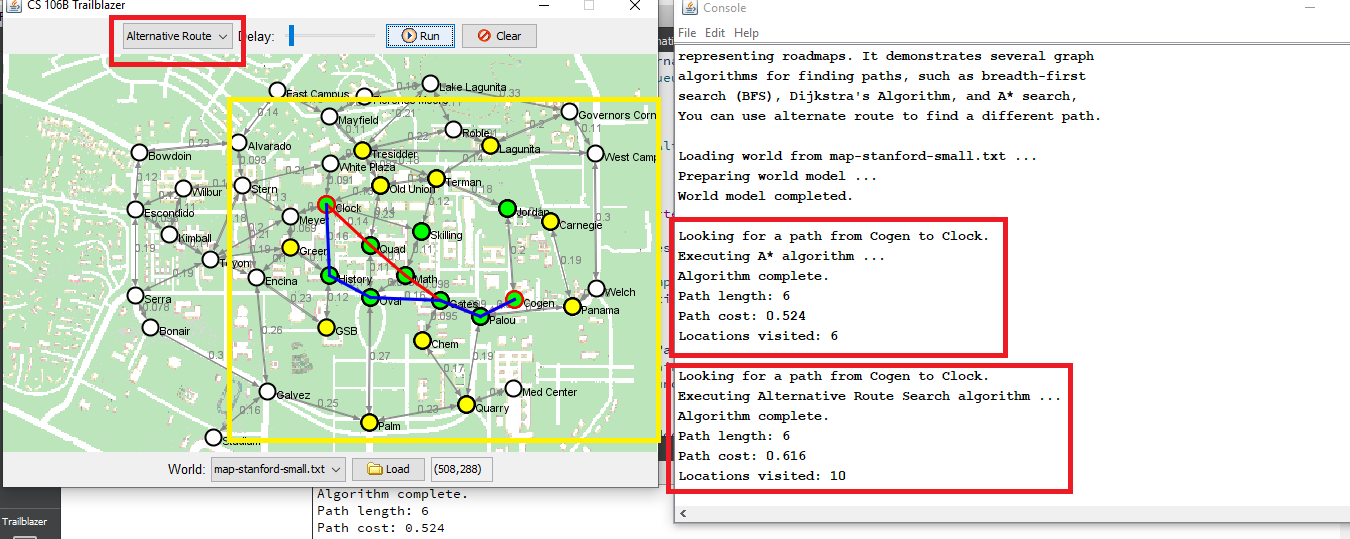 CS 106B Trailblazer
Alternative Route
Delay:
Run
Clear
East Campus
Lake Lagunita
Mayfield
Governors Corn
Alvarado
Roble
Bowdoin
Tresidder
Lagunita
West Camp
White Plaza
Wilbur
Stern
Old Union
Terman
Escondido
Clock
Jordan
Meyer
Carnegie
Kimball
Skilling
Green
Quad
Tryon
Encina
History
Math
Serra
Oval
Gates
Cogen
Welch
Panama
Palou
Bonair
GSB
Chem
Galvez
Med Center
Quarry
Palm
Stadium
0.23
0.14
0.093
0.11
0.21
0.22
0.2
0.11
0.33
0.14
0.18
0.091
0.13
0.16
0.14
0.069
0.19
0.19
0.2
0.3
0.19
0.078
0.23
0.12
0.26
0.27
0.095
0.19
0.17
0.3
0.25
0.23
0.16
World:
map-stanford-small.txt
Load
(508,288)
Console
File Edit Help
representing roadmaps. It demonstrates several graph
algorithms for finding paths, such as breadth-first
search (BFS), Dijkstra's Algorithm, and A* search,
You can use alternate route to find a different path.
Loading world from map-stanford-small.txt ...
Preparing world model ...
World model completed.
Looking for a path from Cogen to Clock.
Executing A* algorithm ...
Algorithm complete.
Path length: 6
Path cost: 0.524
Locations visited: 6
Looking for a path from Cogen to Clock.
Executing Alternative Route Search algorithm ...
Algorithm complete.
Path length: 6
Path cost: 0.616
Locations visited: 10
Trailblazer
Algorithm complete.
Path length: 6
Path cost: 0.524